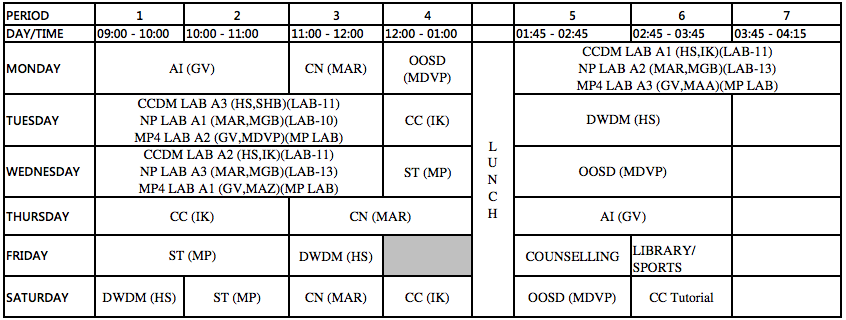 PERIOD 1 2 3 4 5 6 7
DAY/TIME 09:00 - 10:00 10:00 - 11:00 11:00 - 12:00 12:00 - 01:00 01:45 - 02:45 02:45 - 03:45 03:45 - 04:15
MONDAY AI (GV) CN (MAR) OOSD (MDVP) CCDM LAB A1 (HS,IK)(LAB-11)
NP LAB A2 (MAR,MGB)(LAB-13)
MP4 LAB A3 (GV,MAA)(MP LAB)
CCDM LAB A3 (HS,SHB)(LAB-11)
TUESDAY NP LAB A1 (MAR,MGB)(LAB-10) CC (IK) DWDM (HS)
MP4 LAB A2 (GV,MDVP)(MP LAB)
CCDM LAB A2 (HS,IK)(LAB-11)
WEDNESDAY NP LAB A3 (MAR,MGB)(LAB-13) ST (MP) OOSD (MDVP)
MP4 LAB A1 (GV,MAZ)(MP LAB)
LUNCH
THURSDAY CC (IK) CN (MAR) AI (GV)
FRIDAY ST (MP) DWDM (HS) COUNSELLING LIBRARY/ SPORTS
SATURDAY DWDM (HS) ST (MP) CN (MAR) CC (IK) OOSD (MDVP) CC Tutorial